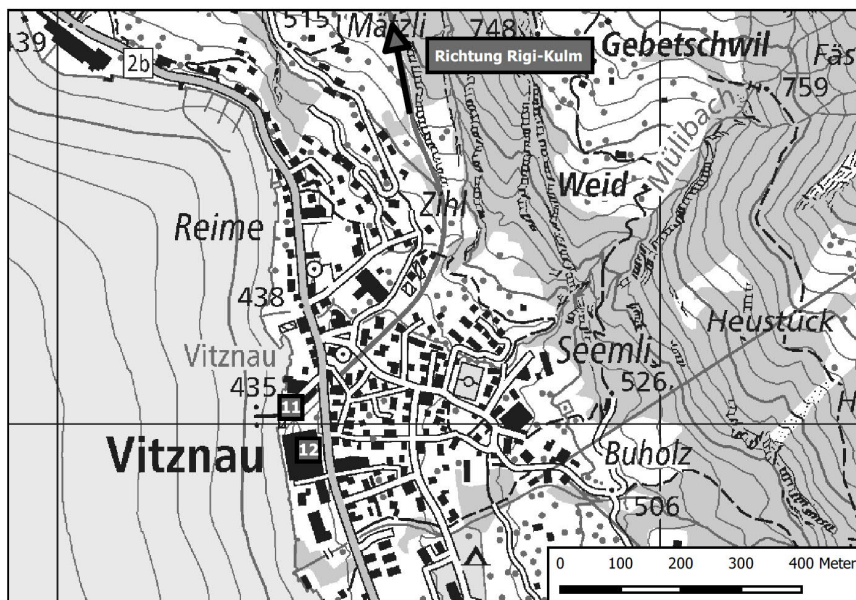 515
Mätzli
748
439
2b
Richtung Rigi-Kulm
Gebetschwil
Fäs
759
Mülibach
Weid
Zihl
Reime
438
Heustück
Vitznau
Seemli
435
526
11
H
Vitznau
12
Buholz
506
0 100 200 300 400 Meter